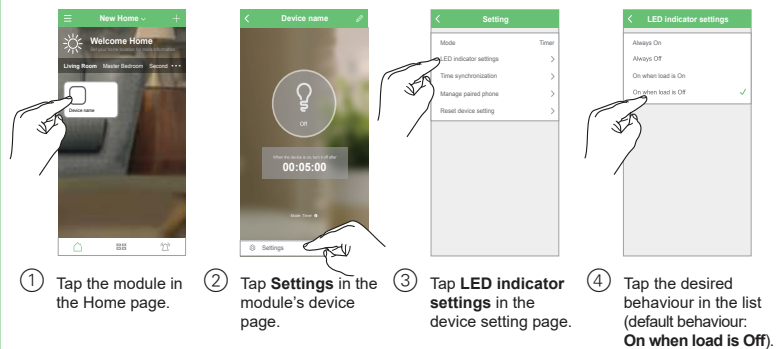 New Home
Welcome Home
Set your home location for more information
Living Room Master Bedroom Second •••
Device name
Device name
Off
When the device is on, turn it off after
00:05:00
Mode: Timer
Settings
Setting
Mode Timer
LED indicator settings
Time synchronization
Manage paired phone
Reset device setting
LED indicator settings
Always On
Always Off
On when load is On
On when load is Off
1 Tap the module in
the Home page.
2 Tap Settings in the
module's device
page.
3 Tap LED indicator
settings in the
device setting page.
4 Tap the desired
behaviour in the list
(default behaviour:
On when load is Off).